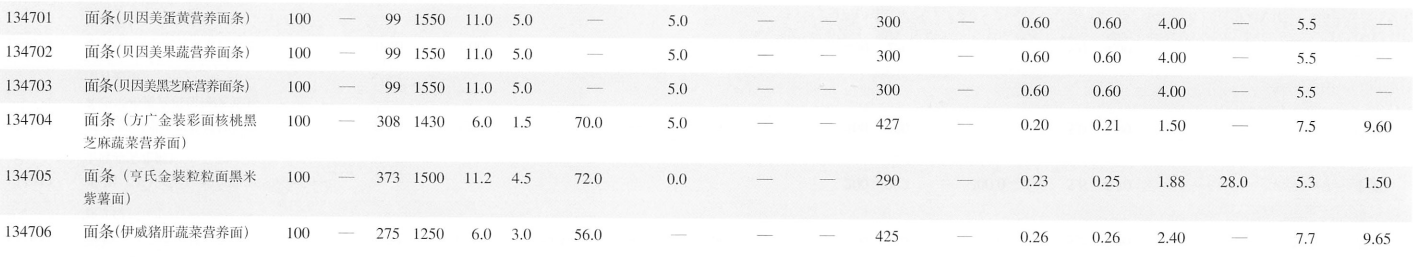 134701 面条(贝因美蛋黄营养面条) 100 — 99 1550 11.0 5.0 — 5.0 — — 300 — 0.60 0.60 4.00 — 5.5 —
134702 面条(贝因美果蔬营养面条) 100 — 99 1550 11.0 5.0 — 5.0 — — 300 — 0.60 0.60 4.00 — 5.5 —
134703 面条(贝因美黑芝麻营养面条) 100 — 99 1550 11.0 5.0 — 5.0 — — 300 — 0.60 0.60 4.00 — 5.5 —
134704 面条（方广金装彩面核桃黑 100 — 308 1430 6.0 1.5 70.0 5.0 — — 427 — 0.20 0.21 1.50 — 7.5 9.60
芝麻蔬菜营养面）
134705 面条（亨氏金装粒粒面黑米 100 — 373 1500 11.2 4.5 72.0 0.0 — — 290 — 0.23 0.25 1.88 28.0 5.3 1.50
紫薯面）
134706 面条(伊威猪肝蔬菜营养面) 100 — 275 1250 6.0 3.0 56.0 — — — 425 — 0.26 0.26 2.40 — 7.7 9.65